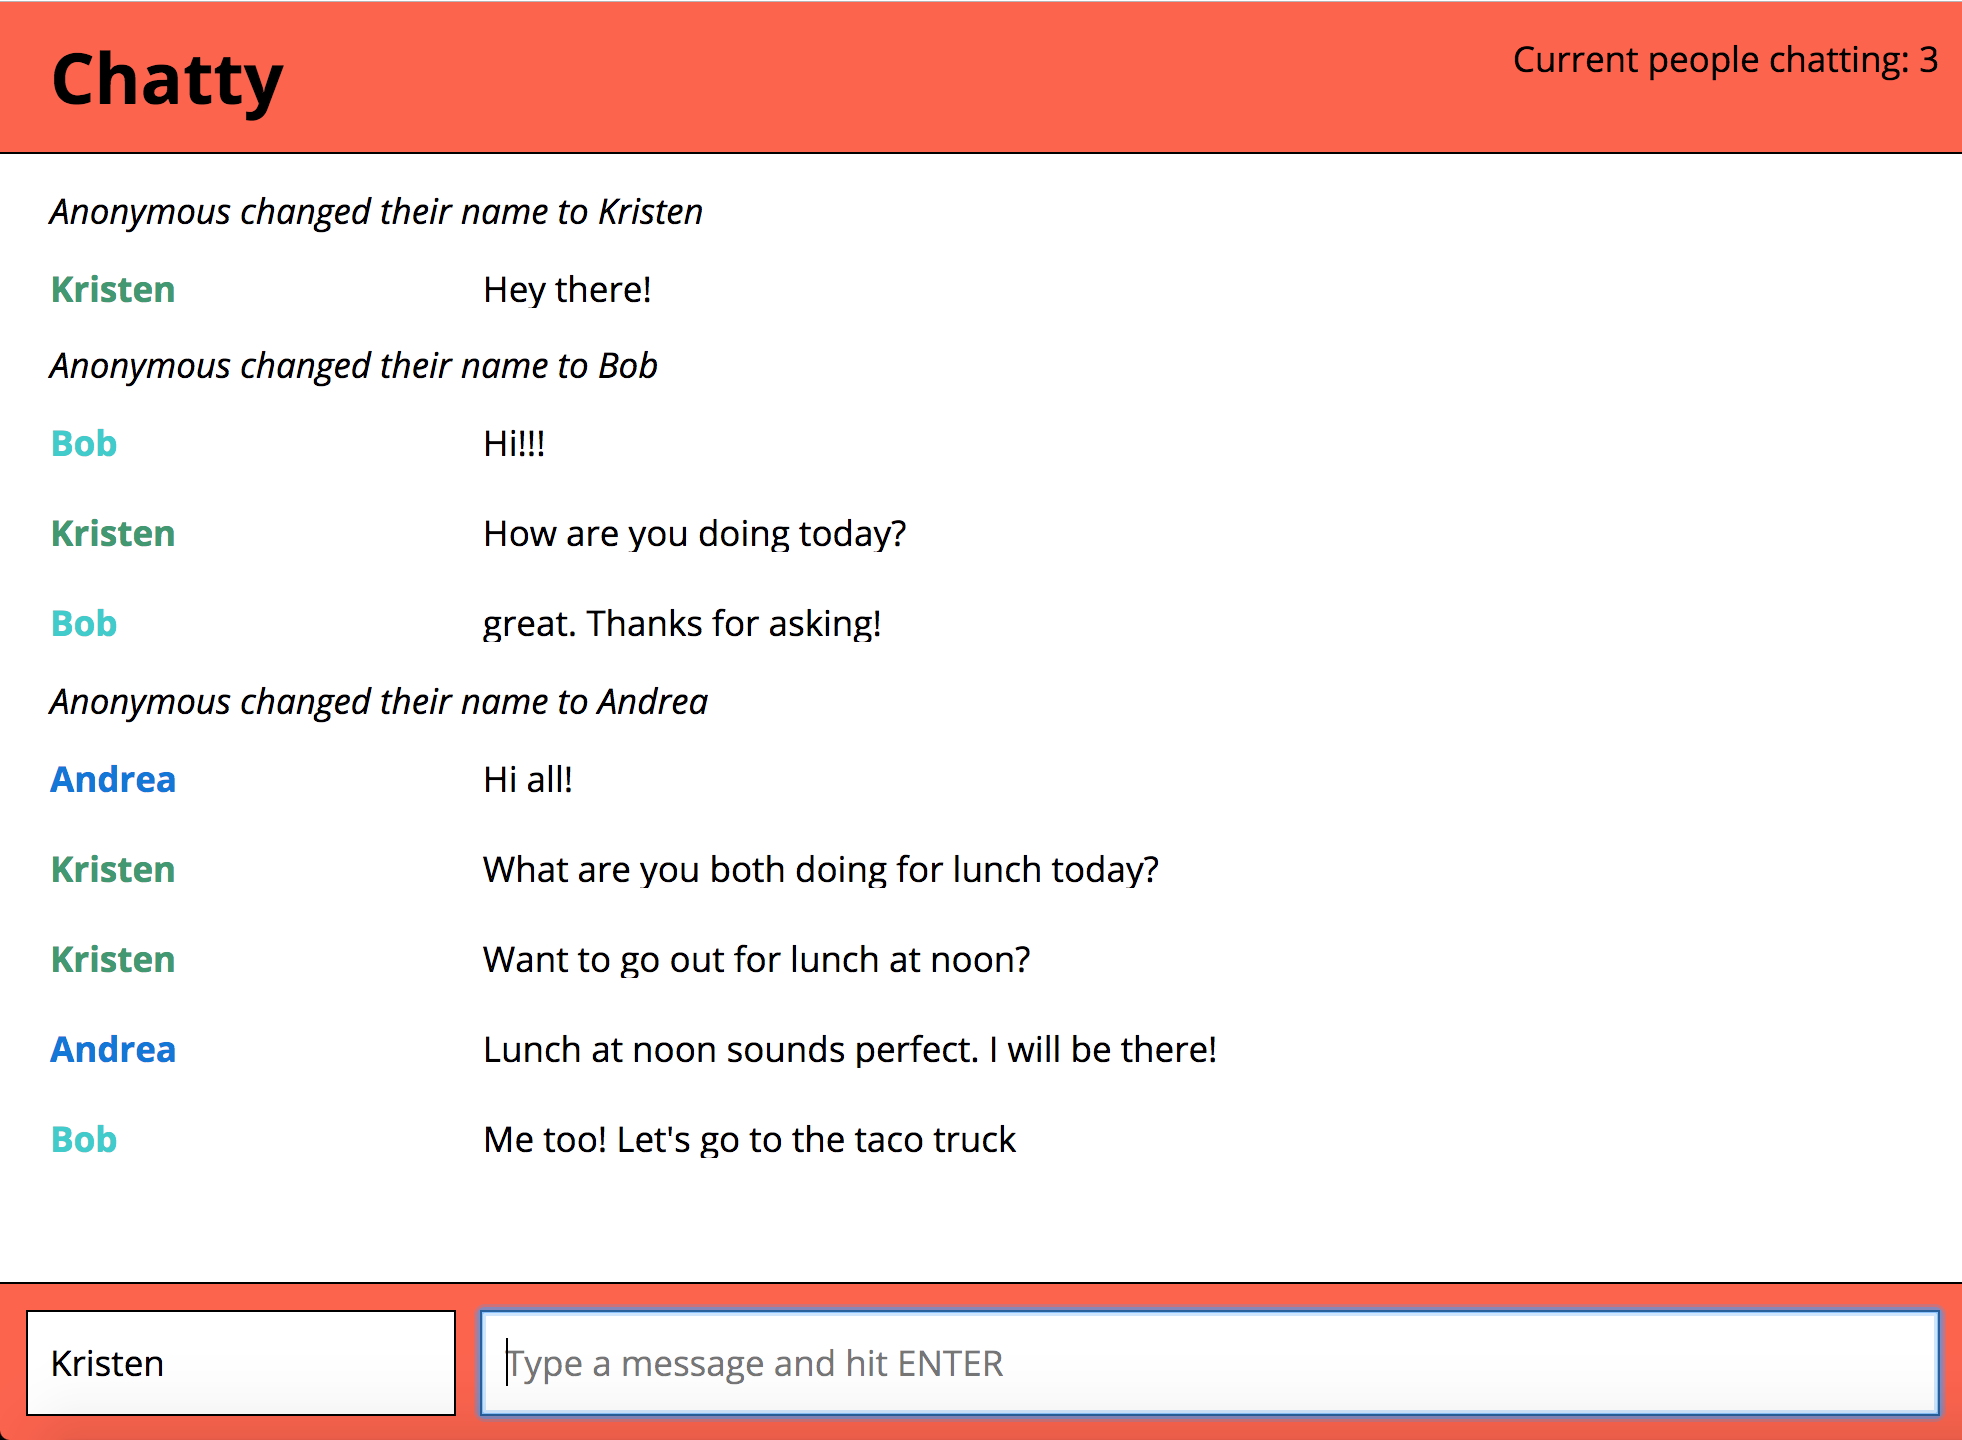 Chatty
Current people chatting: 3
Anonymous changed their name to Kristen
Kristen Hey there!
Anonymous changed their name to Bob
Bob Hi!!!
Kristen How are you doing today?
Bob great. Thanks for asking!
Anonymous changed their name to Andrea
Andrea Hi all!
Kristen What are you both doing for lunch today?
Kristen Want to go out for lunch at noon?
Andrea Lunch at noon sounds perfect. I will be there!
Bob Me too! Let's go to the taco truck
Kristen Type a message and hit ENTER